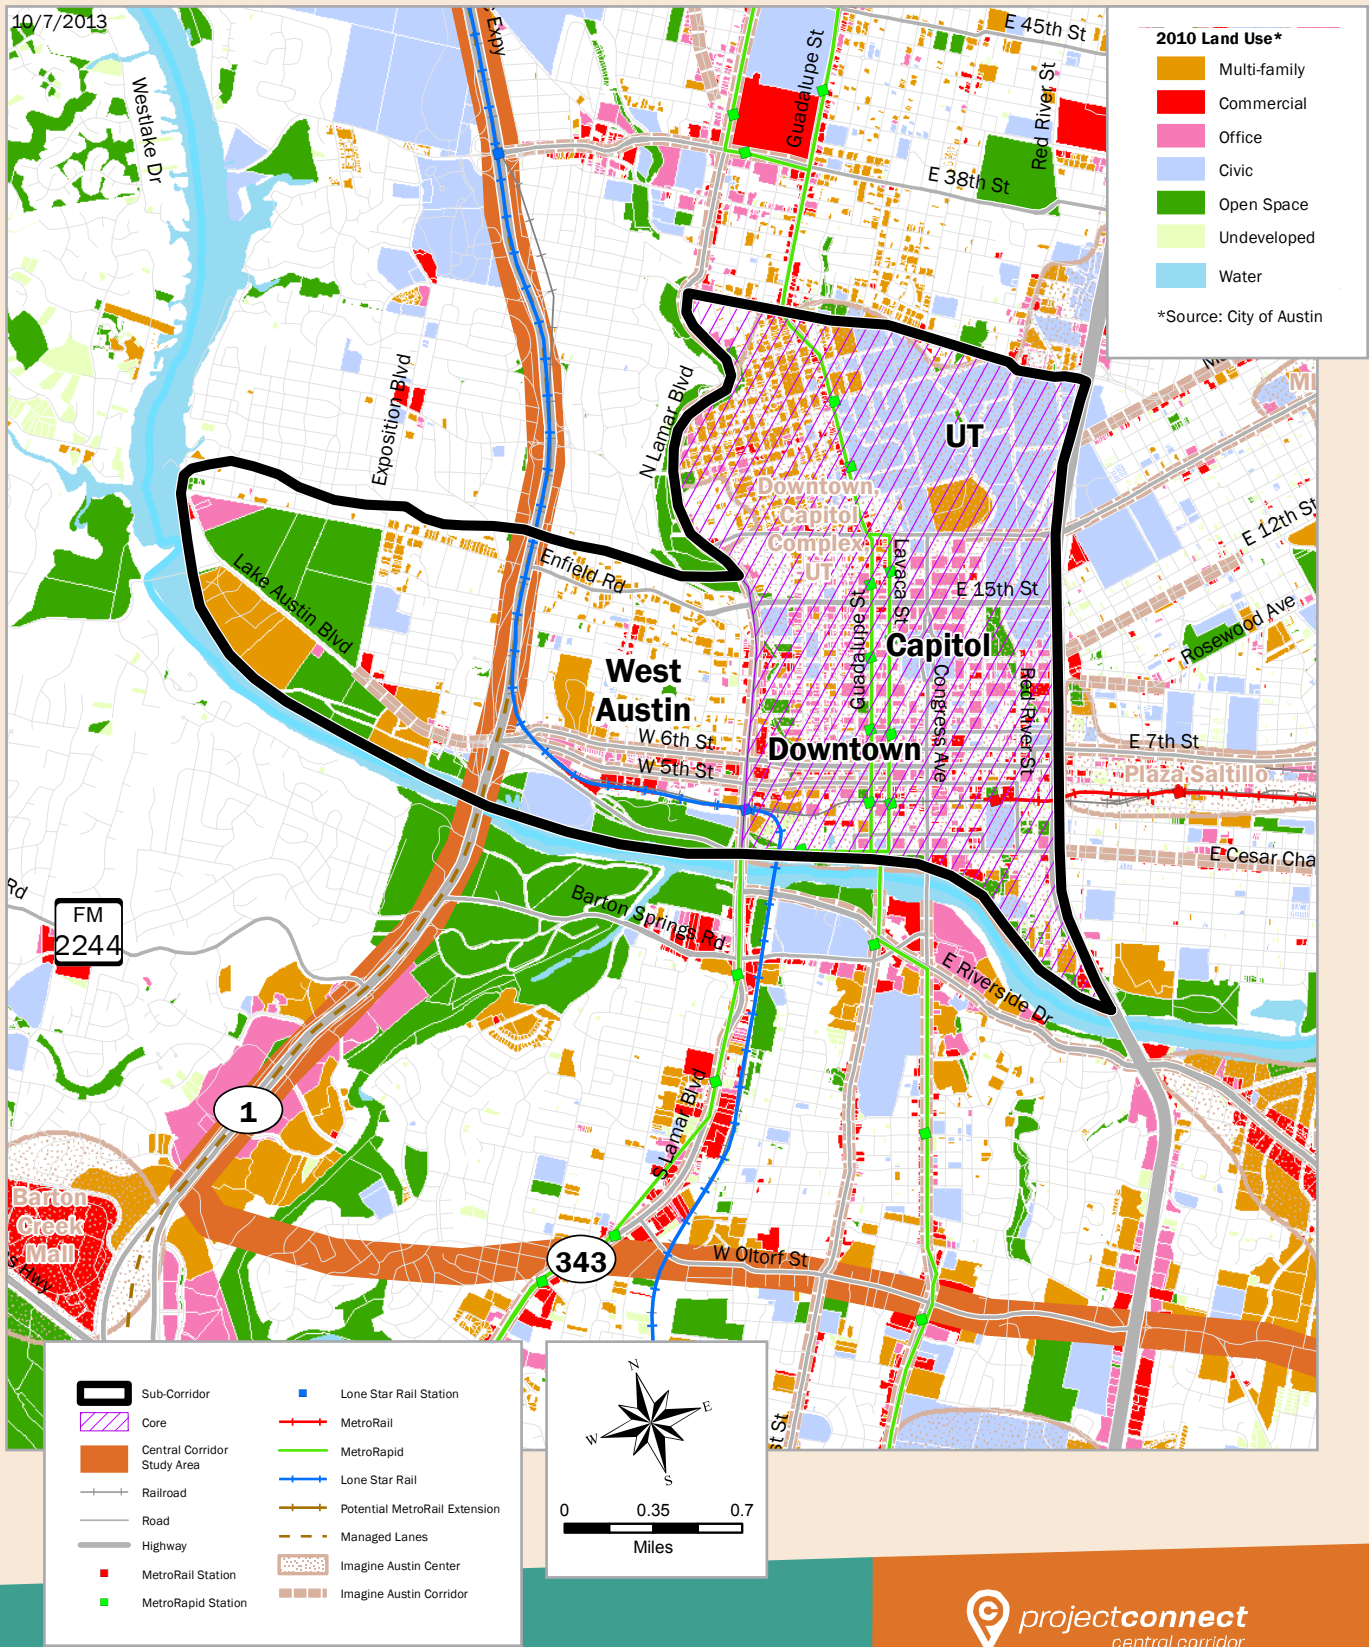 10/7/2013
Expy
E 45th St
Westlake Dr
Guadalupe St
Red River St
E 38th St
2010 Land Use*
Multi-family
Commercial
Office
Civic
Open Space
Undeveloped
Water
*Source: City of Austin
Exposition Blvd
N Lamar Blvd
UT
Downtown,
Capitol
Complex,
UT
E 12th St
Enfield Rd
Lake Austin Blvd
Lavaca St
E 15th St
Guadalupe St
Capitol
Rosewood Ave
West
Austin
Congress Ave
Red River St
W 6th St
W 5th St
Downtown
E 7th St
Plaza Saltillo
E Cesar Cha
Rd
FM
2244
Barton Springs Rd
E Riverside Dr
1
S Lamar Blvd
Barton
Creek
Mall
S Hwy
343
W Oltorf St
st St
Sub-Corridor
Core
Central Corridor
Study Area
Railroad
Road
Highway
MetroRail Station
MetroRapid Station
Lone Star Rail Station
MetroRail
MetroRapid
Lone Star Rail
Potential MetroRail Extension
Managed Lanes
Imagine Austin Center
Imagine Austin Corridor
N
E
W
S
0 0.35 0.7
Miles
projectconnect
central corridor